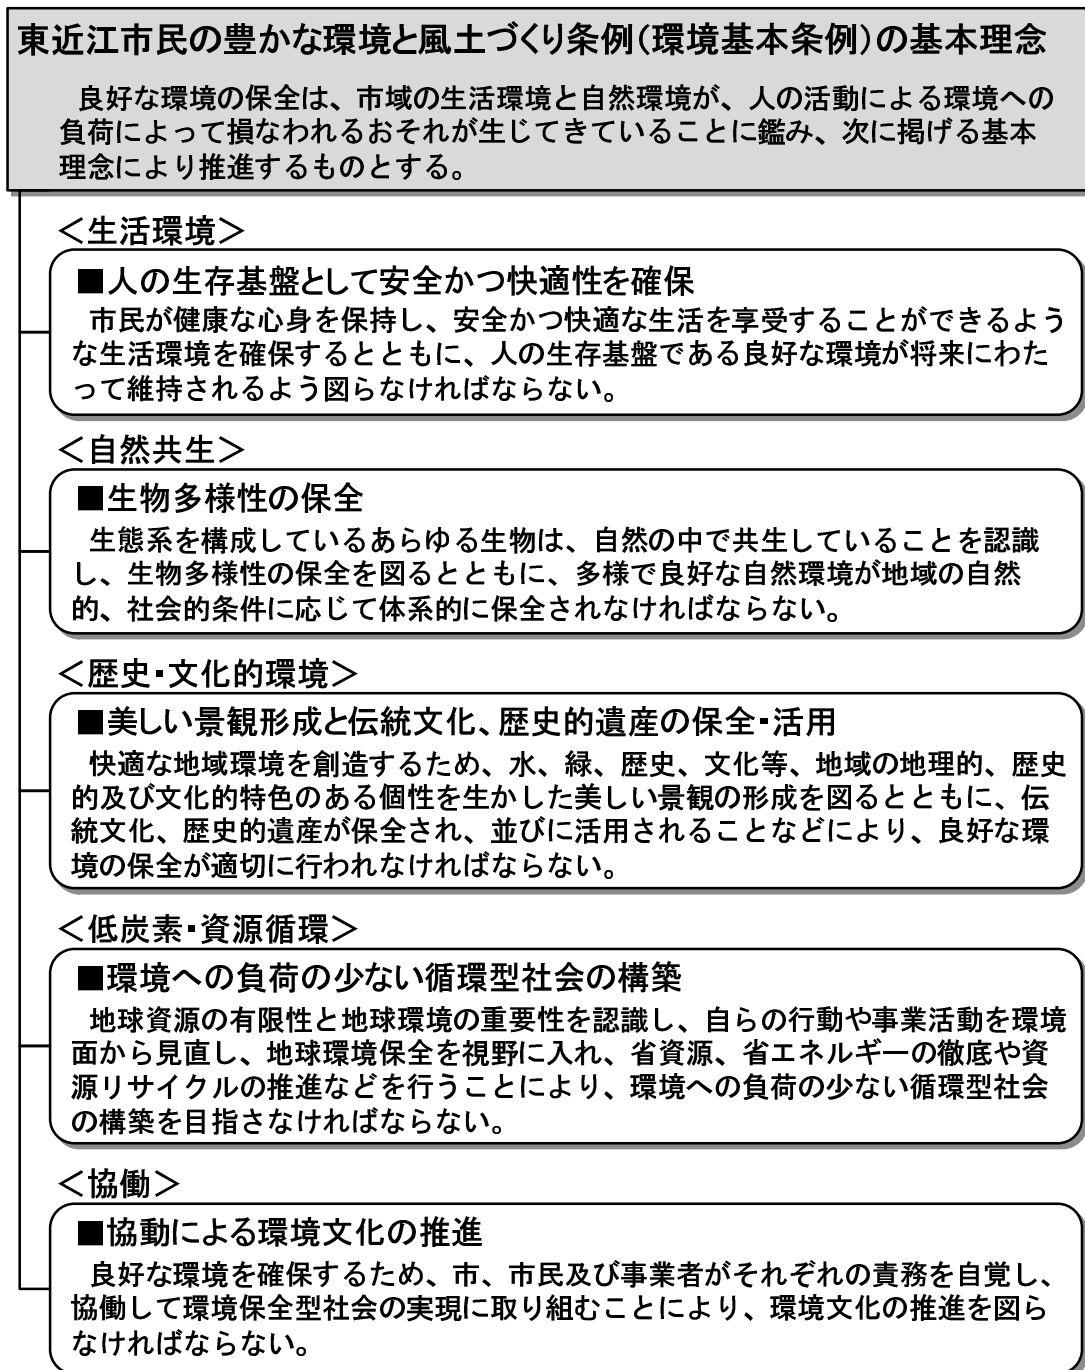 東近江市民の豊かな環境と風土づくり条例(環境基本条例)の基本理念
良好な環境の保全は、市域の生活環境と自然環境が、人の活動による環境への
負荷によって損なわれるおそれが生じてきていることに鑑み、次に掲げる基本
理念により推進するものとする。
<生活環境>
■人の生存基盤として安全かつ快適性を確保
市民が健康な心身を保持し、安全かつ快適な生活を享受することができるよう
な生活環境を確保するとともに、人の生存基盤である良好な環境が将来にわた
って維持されるよう図らなければならない。
<自然共生>
■生物多様性の保全
生態系を構成しているあらゆる生物は、自然の中で共生していることを認識
し、生物多様性の保全を図るとともに、多様で良好な自然環境が地域の自然
的、社会的条件に応じて体系的に保全されなければならない。
<歴史・文化的環境>
■美しい景観形成と伝統文化、歴史的遺産の保全・活用
快適な地域環境を創造するため、水、緑、歴史、文化等、地域の地理的、歴史
的及び文化的特色のある個性を生かした美しい景観の形成を図るとともに、伝
統文化、歴史的遺産が保全され、並びに活用されることなどにより、良好な環
境の保全が適切に行われなければならない。
<低炭素・資源循環>
■環境への負荷の少ない循環型社会の構築
地球資源の有限性と地球環境の重要性を認識し、自らの行動や事業活動を環境
面から見直し、地球環境保全を視野に入れ、省資源、省エネルギーの徹底や資
源リサイクルの推進などを行うことにより、環境への負荷の少ない循環型社会
の構築を目指さなければならない。
<協働>
■協動による環境文化の推進
良好な環境を確保するため、市、市民及び事業者がそれぞれの責務を自覚し、
協働して環境保全型社会の実現に取り組むことにより、環境文化の推進を図ら
なければならない。